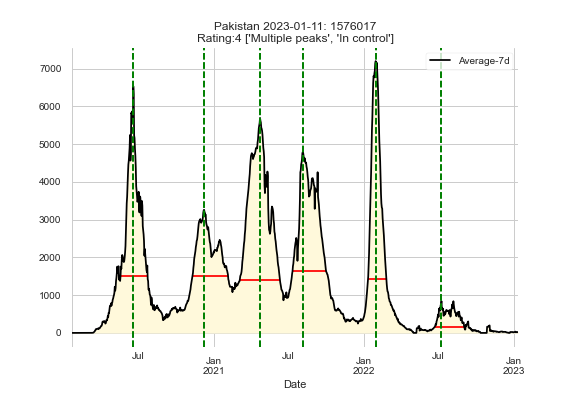 Pakistan 2023-01-11: 1576017
Rating:4 ['Multiple peaks', 'In control']
Average-7d
7000
6000
5000
4000
3000
2000
1000
0
Jul
Jan
2021
Jul
Jan
2022
Jul
Jan
2023
Date